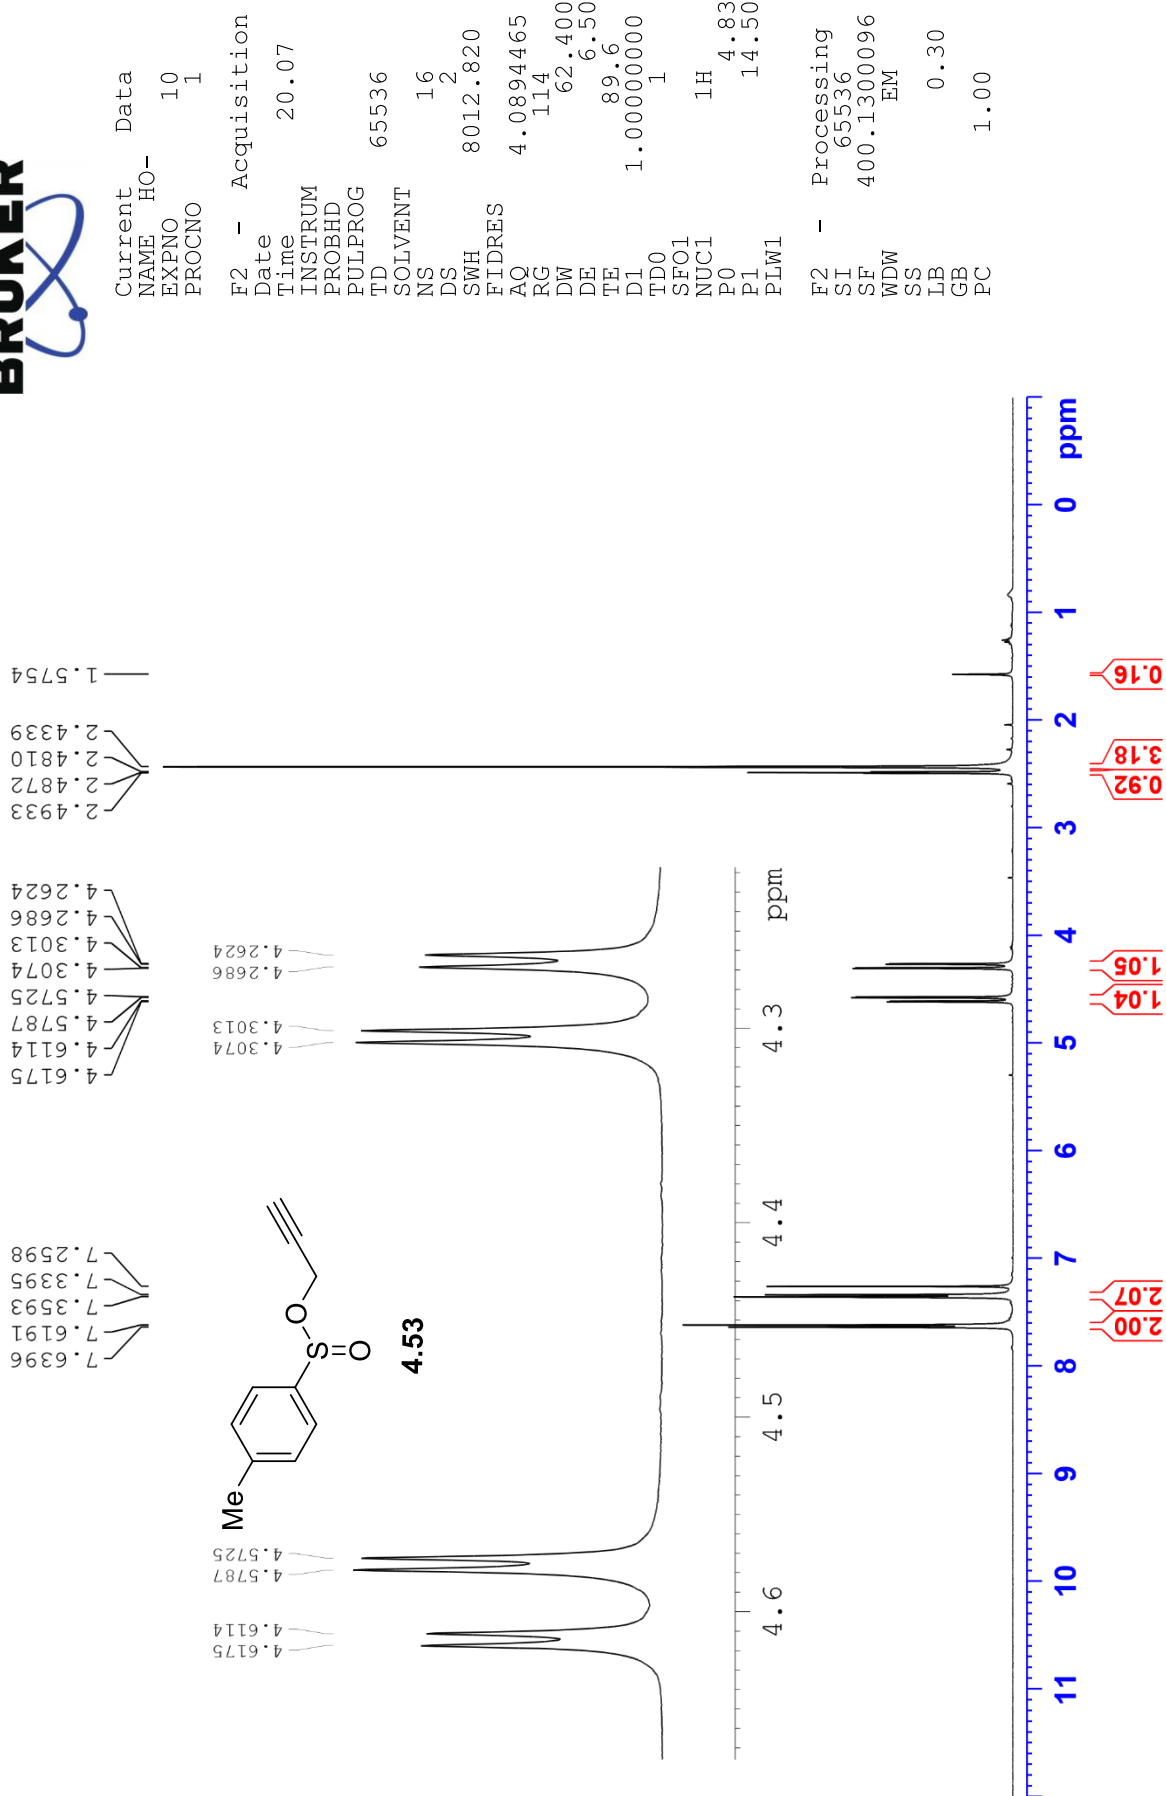 BRUKER
Current Data
NAME HO-
EXPNO 10
PROCNO 1
F2 - Acquisition
Date
Time 20.07
INSTRUM
PROBHD
PULPROG
TD 65536
SOLVENT
NS 16
DS 2
SWH 8012.820
FIDRES
AQ 4.0894465
RG 114
DW 62.400
DE 6.50
TE 89.6
D1 1.00000000
TD0 1
SFO1
NUC1 1H
P0 4.83
P1 14.50
PLW1
F2 - Processing
SI 65536
SF 400.1300096
WDW EM
SS
LB 0.30
GB
PC 1.00
7.6396
7.6191
7.3593
7.3395
7.2598
4.6175
4.6114
4.5787
4.5725
4.3074
4.3013
4.2686
4.2624
2.4933
2.4872
2.4810
2.4339
1.5754
4.6175
4.6114
4.5787
4.5725
4.3074
4.3013
4.2686
4.2624
Me
S
O
O
4.53
4.6 4.5 4.4 4.3 ppm
11 10 9 8 7 6 5 4 3 2 1 0 ppm
2.00
2.07
1.04
1.05
0.92
3.18
0.16